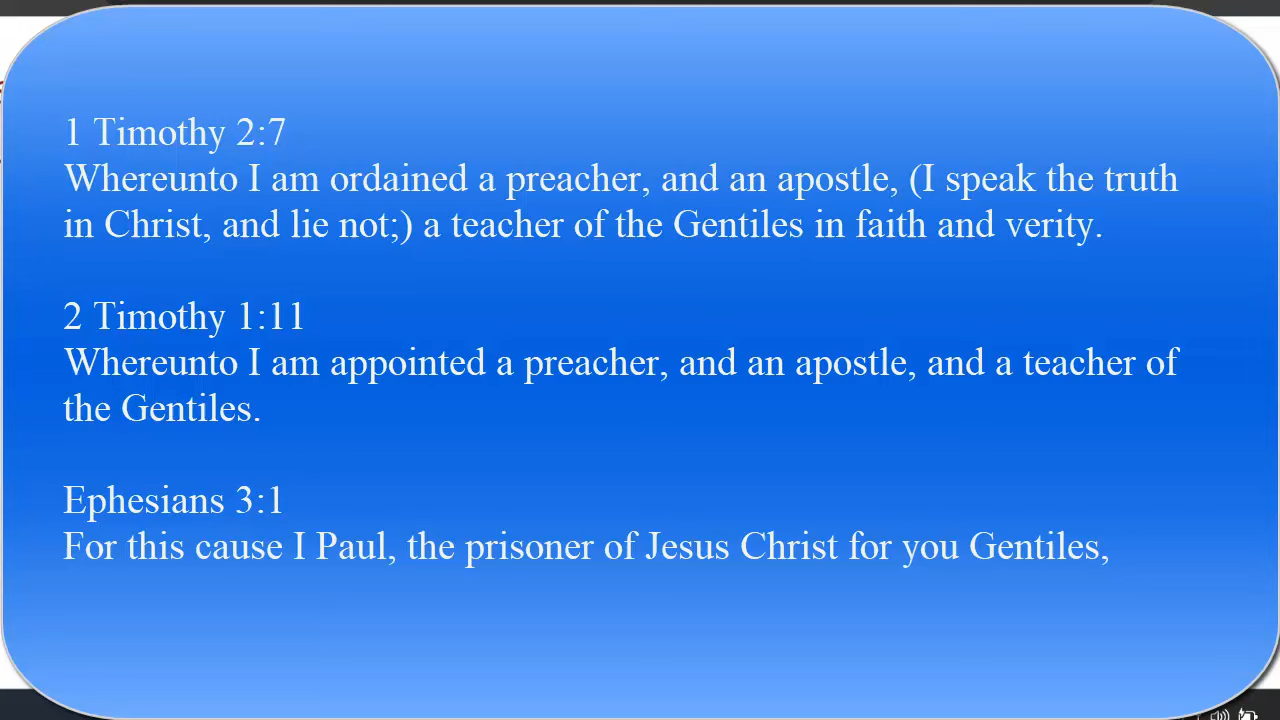 1 Timothy 2:7
Whereunto I am ordained a preacher, and an apostle, (I speak the truth
in Christ, and lie not;) a teacher of the Gentiles in faith and verity.
2 Timothy 1:11
Whereunto I am appointed a preacher, and an apostle, and a teacher of
the Gentiles.
Ephesians 3:1
For this cause I Paul, the prisoner of Jesus Christ for you Gentiles,